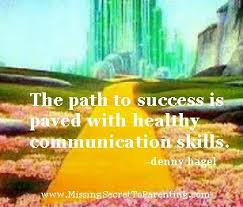 The path to success is
paved with healthy
communication skills.
-denny hagel
www.MissingSecretToParenting.com